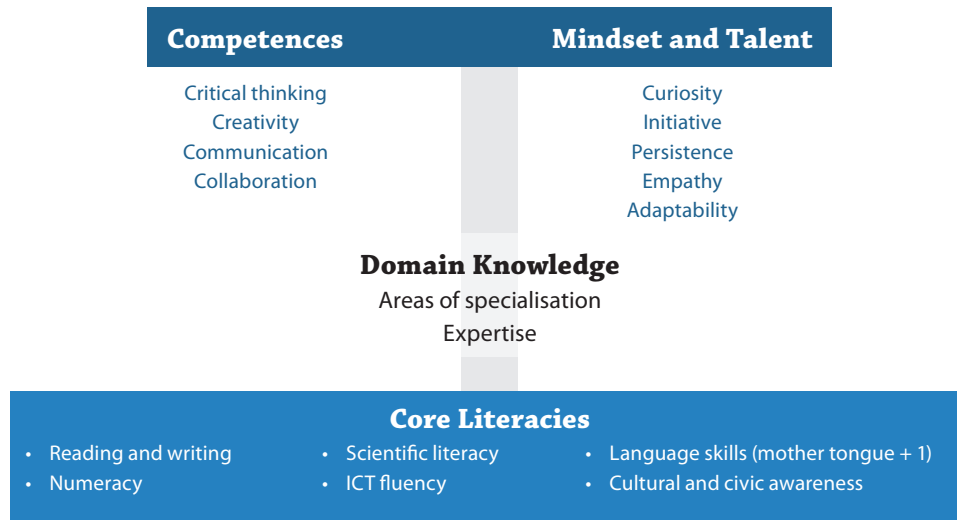 Competences
Mindset and Talent
Critical thinking
Creativity
Communication
Collaboration
Curiosity
Initiative
Persistence
Empathy
Adaptability
Domain Knowledge
Areas of specialisation
Expertise
Core Literacies
• Reading and writing
• Numeracy
• Scientific literacy
• ICT fluency
• Language skills (mother tongue + 1)
• Cultural and civic awareness